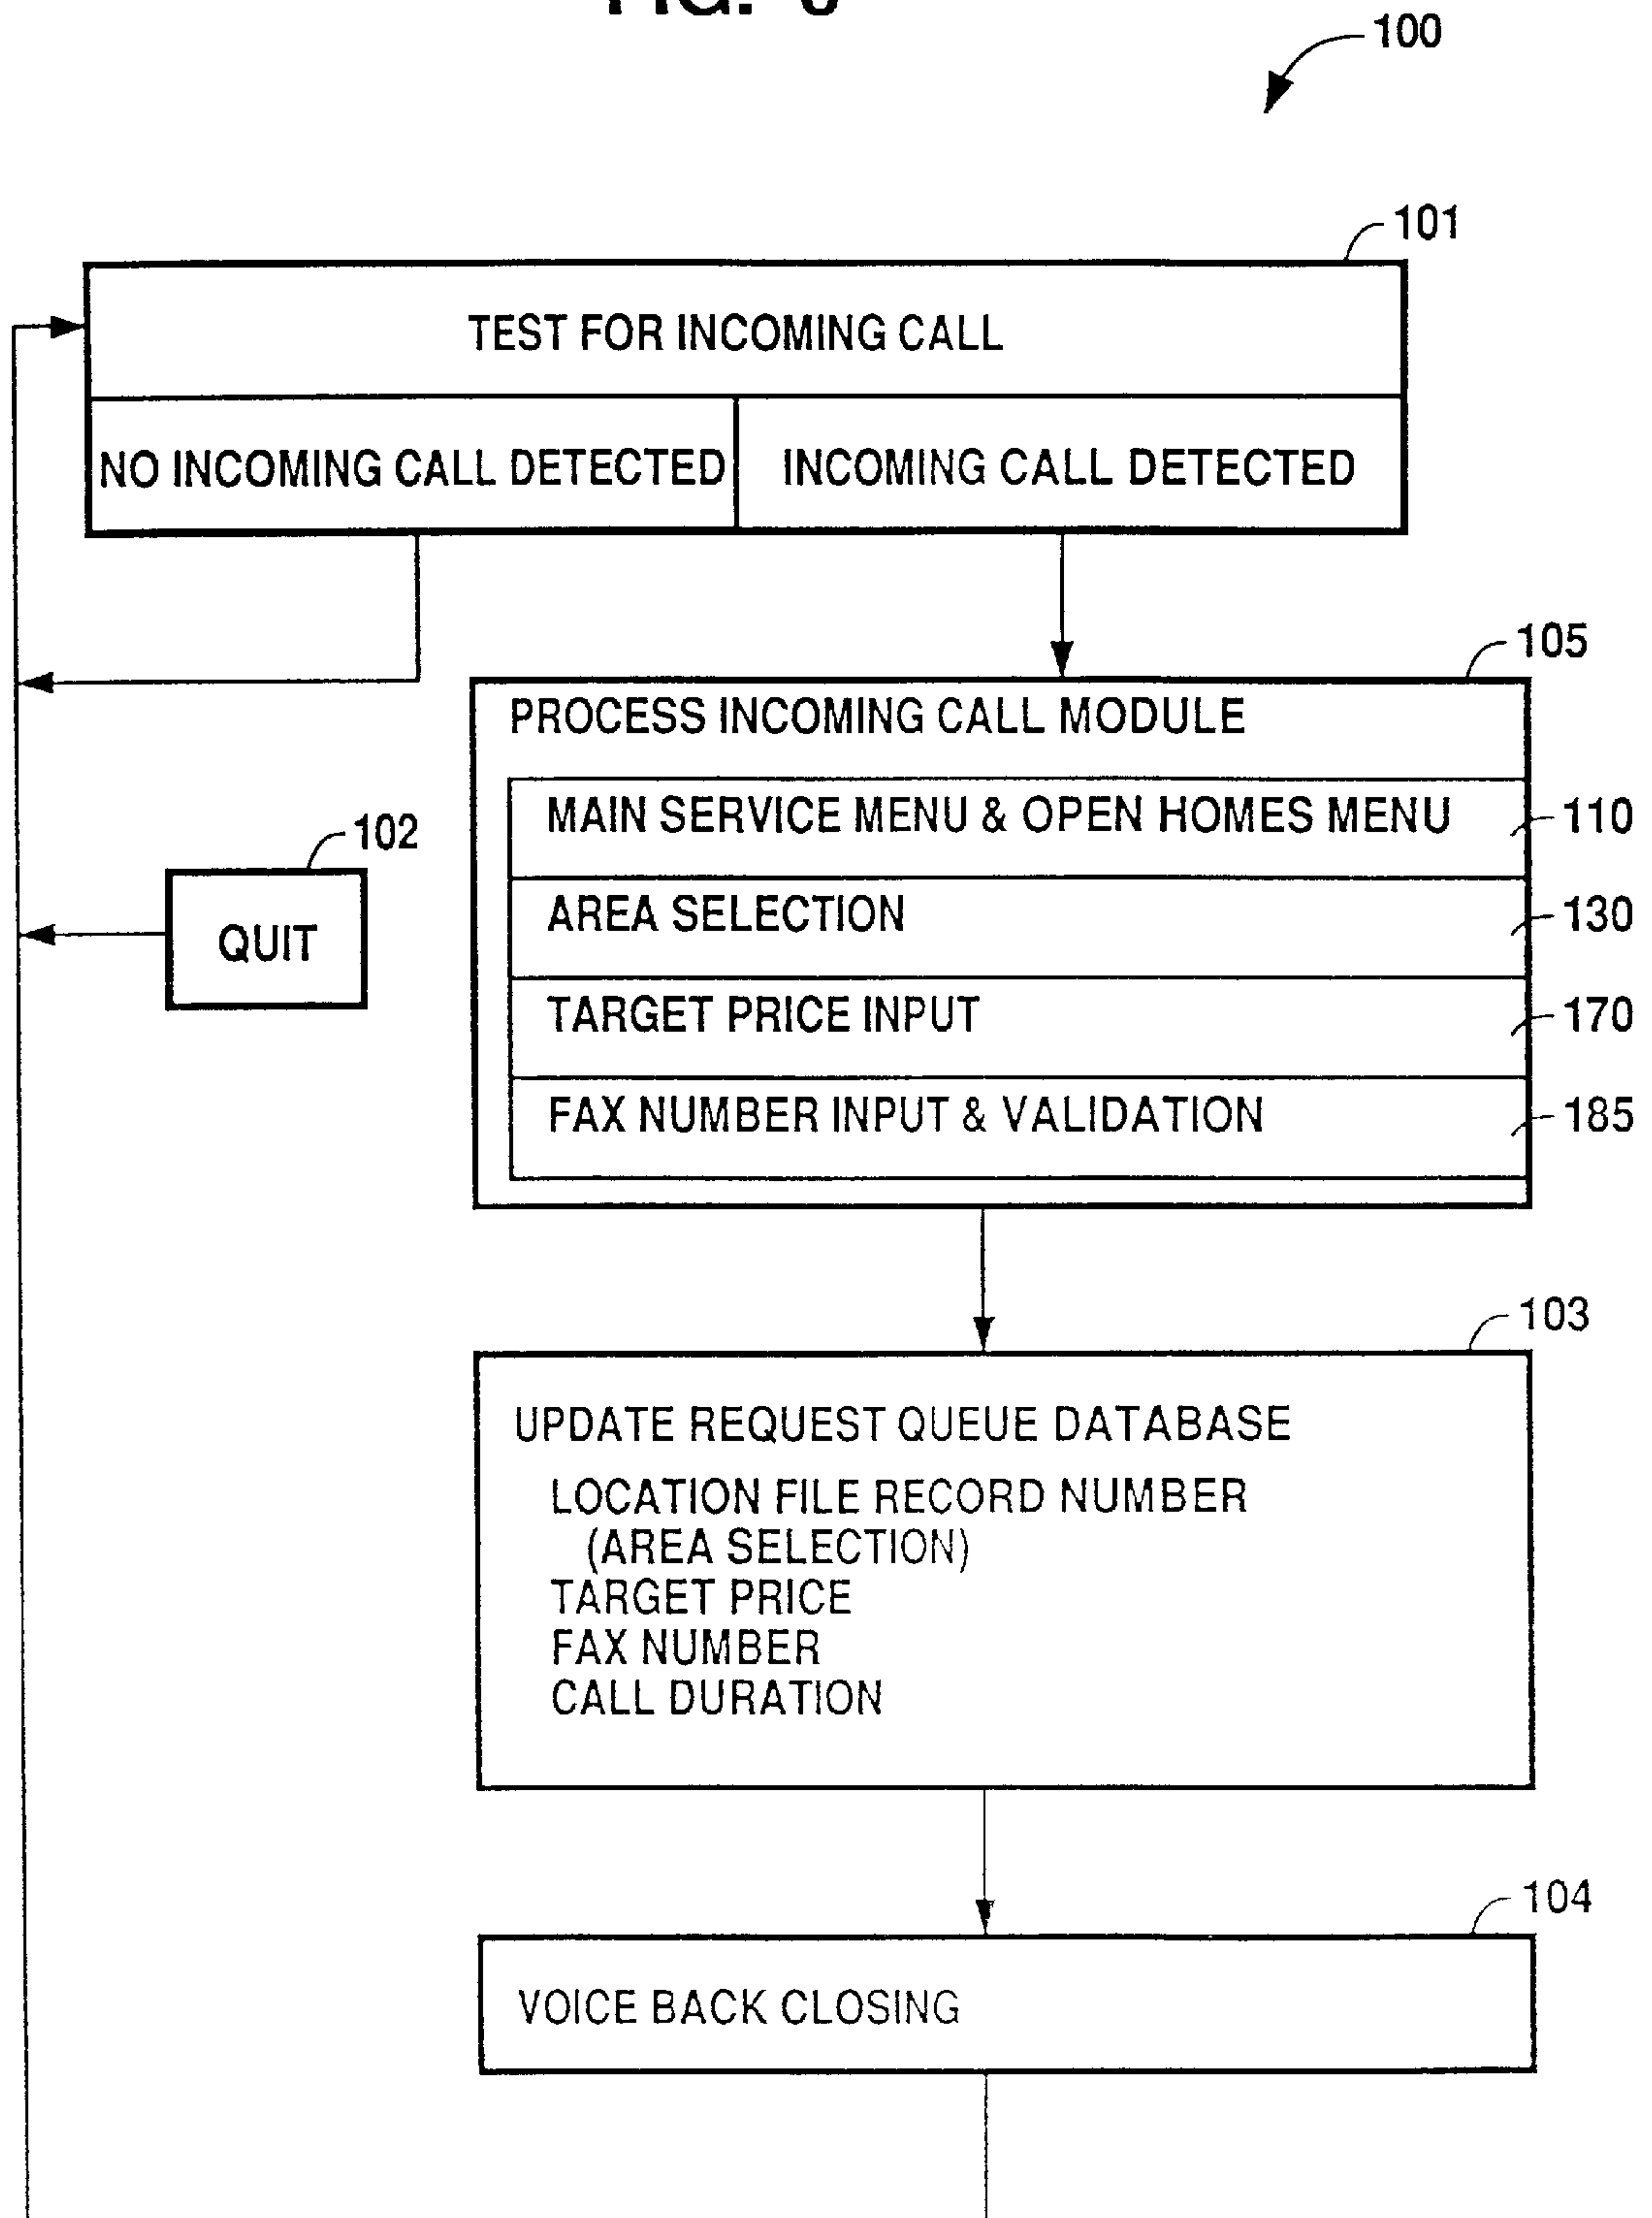 100
101
TEST FOR INCOMING CALL
NO INCOMING CALL DETECTED
INCOMING CALL DETECTED
105
PROCESS INCOMING CALL MODULE
MAIN SERVICE MENU & OPEN HOMES MENU
110
AREA SELECTION
130
TARGET PRICE INPUT
170
FAX NUMBER INPUT & VALIDATION
185
102
QUIT
103
UPDATE REQUEST QUEUE DATABASE
LOCATION FILE RECORD NUMBER
(AREA SELECTION)
TARGET PRICE
FAX NUMBER
CALL DURATION
104
VOICE BACK CLOSING